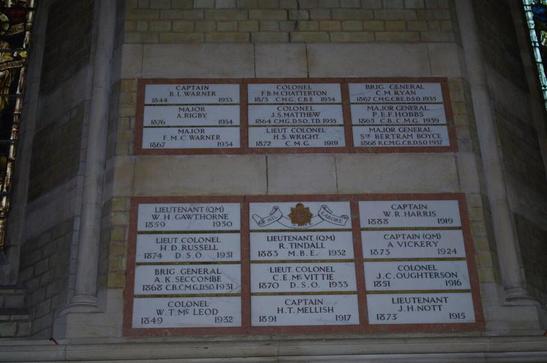 CAPTAIN
B.L.WARNER
1844 1933
MAJOR
A.RIGBY
1876 1934
MAJOR
F.M.C.WARNER
1867 1934
COLONEL
F.B.M.CHATTERTON
1873 C.M.G. C.B.E. 1934
COLONEL
J.S.MATTHEW
1864 C.M.G. D.S.O. T.D. 1935
LIEUT COLONEL
H.S.WRIGHT
1872 C.M.G. 1919
BRIG. GENERAL
C.M RYAN
1867 C.M.G. C.B.E. D.S.O. 1935
MAJOR GENERAL
P.E.F.HOBBS
1865 C.B. C.M.G. 1939
MAJOR GENERAL
SIR BERTRAM BOYCE
1868 K.C.M.G. C.B. D.S.O 1937
LIEUTENANT (QM)
W.H GAWTHORNE
1859 1930
LIEUT COLONEL
H D.RUSSELL
1874 D S O 1931
BRIG GENERAL
A.K.SECCOMBE
1868 C.B.C.M.G.D.S.O 1931
COLONEL
W.T.McLEOD
1849 1932
LABORES
LIEUTENANT (QM)
R.TINDALL
1883 M.B.E. 1932
LIEUT. COLONEL
C.E. McVITTIE
1870 D.S.O. 1933
CAPTAIN
H.T.MELLISH
1891 1917
CAPTAIN
W R.HARRIS
1888 1919
CAPTAIN (QM)
A VICKERY
1873 1924
COLONEL
J.C.OUGHTERSON
1851 1916
LIEUTENANT
J.H.NOTT
1873 1915